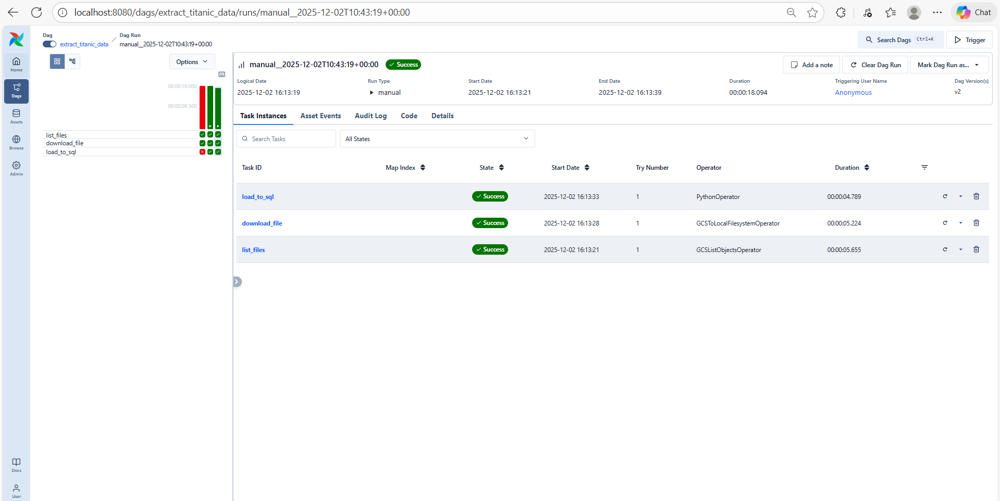 localhost:8080/dags/extract_titanic_data/runs/manual__2025-12-02T10:43:19+00:00
Chat
Dag
extract_titanic_data
Dag Run
manual__2025-12-02T10:43:19+00:00
Search Dags Ctrl+K
Trigger
Home
Dags
Assets
Browse
Admin
Docs
User
Options
00:00:19.000
00:00:09.500
list_files
download_file
load_to_sql
manual__2025-12-02T10:43:19+00:00 Success
Add a note
Clear Dag Run
Mark Dag Run as...
Logical Date Run Type Start Date End Date Duration Triggering User Name Dag Version(s)
2025-12-02 16:13:19 manual 2025-12-02 16:13:21 2025-12-02 16:13:39 00:00:18.094 Anonymous v2
Task Instances Asset Events Audit Log Code Details
Search Tasks All States
Task ID Map Index State Start Date Try Number Operator Duration
load_to_sql Success 2025-12-02 16:13:33 1 PythonOperator 00:00:04.789
download_file Success 2025-12-02 16:13:28 1 GCSToLocalFilesystemOperator 00:00:05.224
list_files Success 2025-12-02 16:13:21 1 GCSListObjectsOperator 00:00:05.655